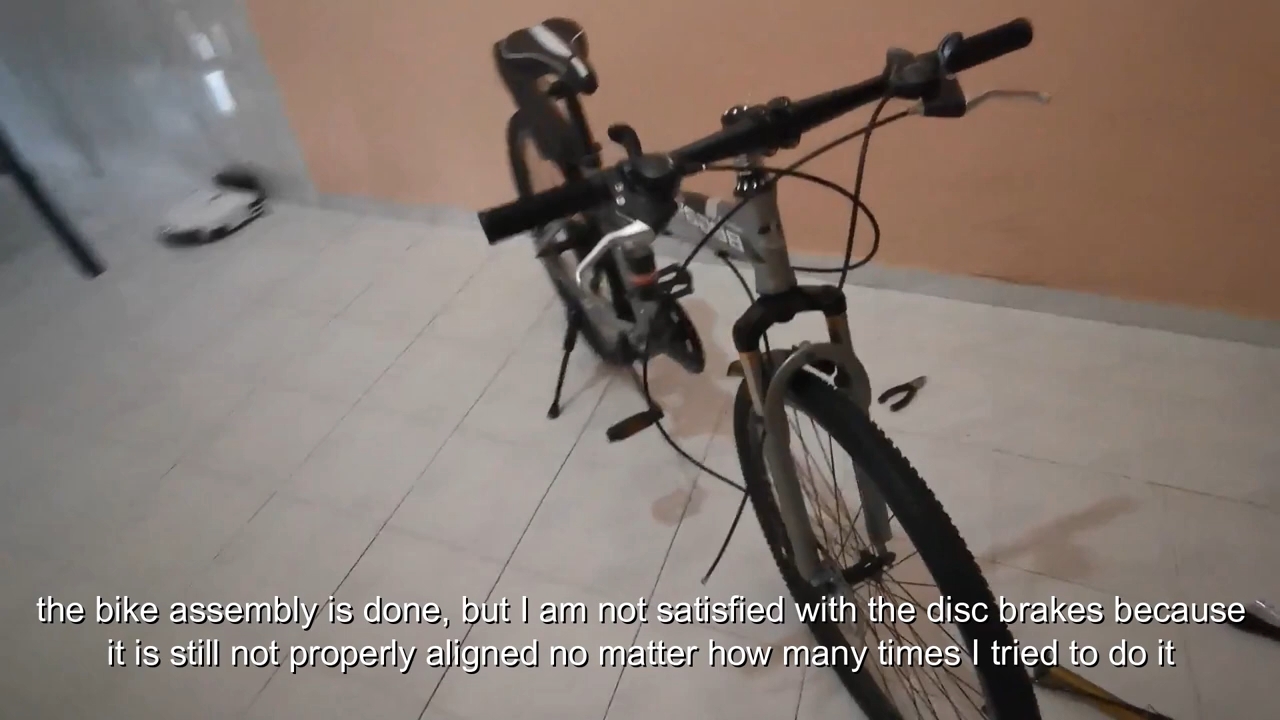 the bike assembly is done, but I am not satisfied with the disc brakes because
it is still not properly aligned no matter how many times I tried to do it